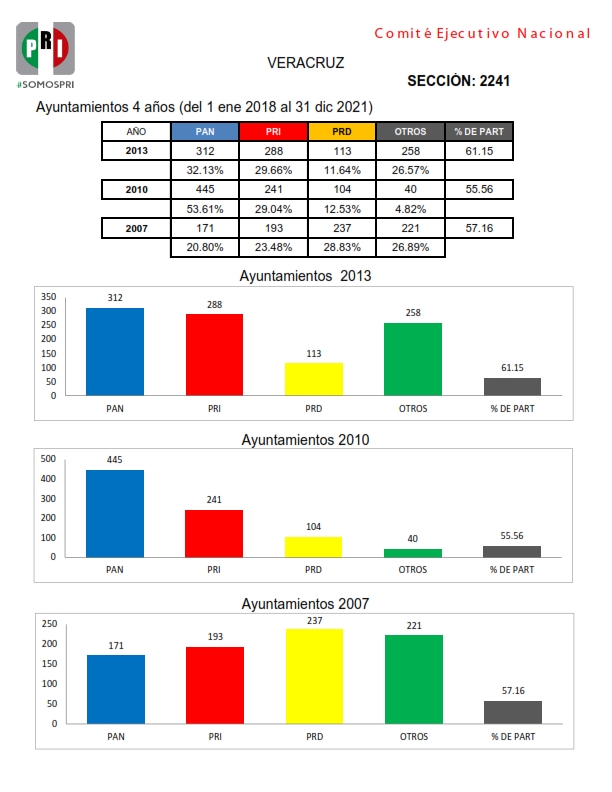 Comité Ejecutivo Nacional
PRI
#SOMOSPRI
VERACRUZ
SECCIÓN: 2241
Ayuntamientos 4 años (del 1 ene 2018 al 31 dic 2021)
AÑO PAN PRI PRD OTROS % DE PART
2013 312 288 113 258 61.15
32.13% 29.66% 11.64% 26.57%
2010 445 241 104 40 55.56
53.61% 29.04% 12.53% 4.82%
2007 171 193 237 221 57.16
20.80% 23.48% 28.83% 26.89%
Ayuntamientos 2013
350
300
250
200
150
100
50
0
312 288 113 258 61.15
PAN PRI PRD OTROS % DE PART
Ayuntamientos 2010
500
400
300
200
100
0
445 241 104 40 55.56
PAN PRI PRD OTROS % DE PART
Ayuntamientos 2007
250
200
150
100
50
0
171 193 237 221 57.16
PAN PRI PRD OTROS % DE PART